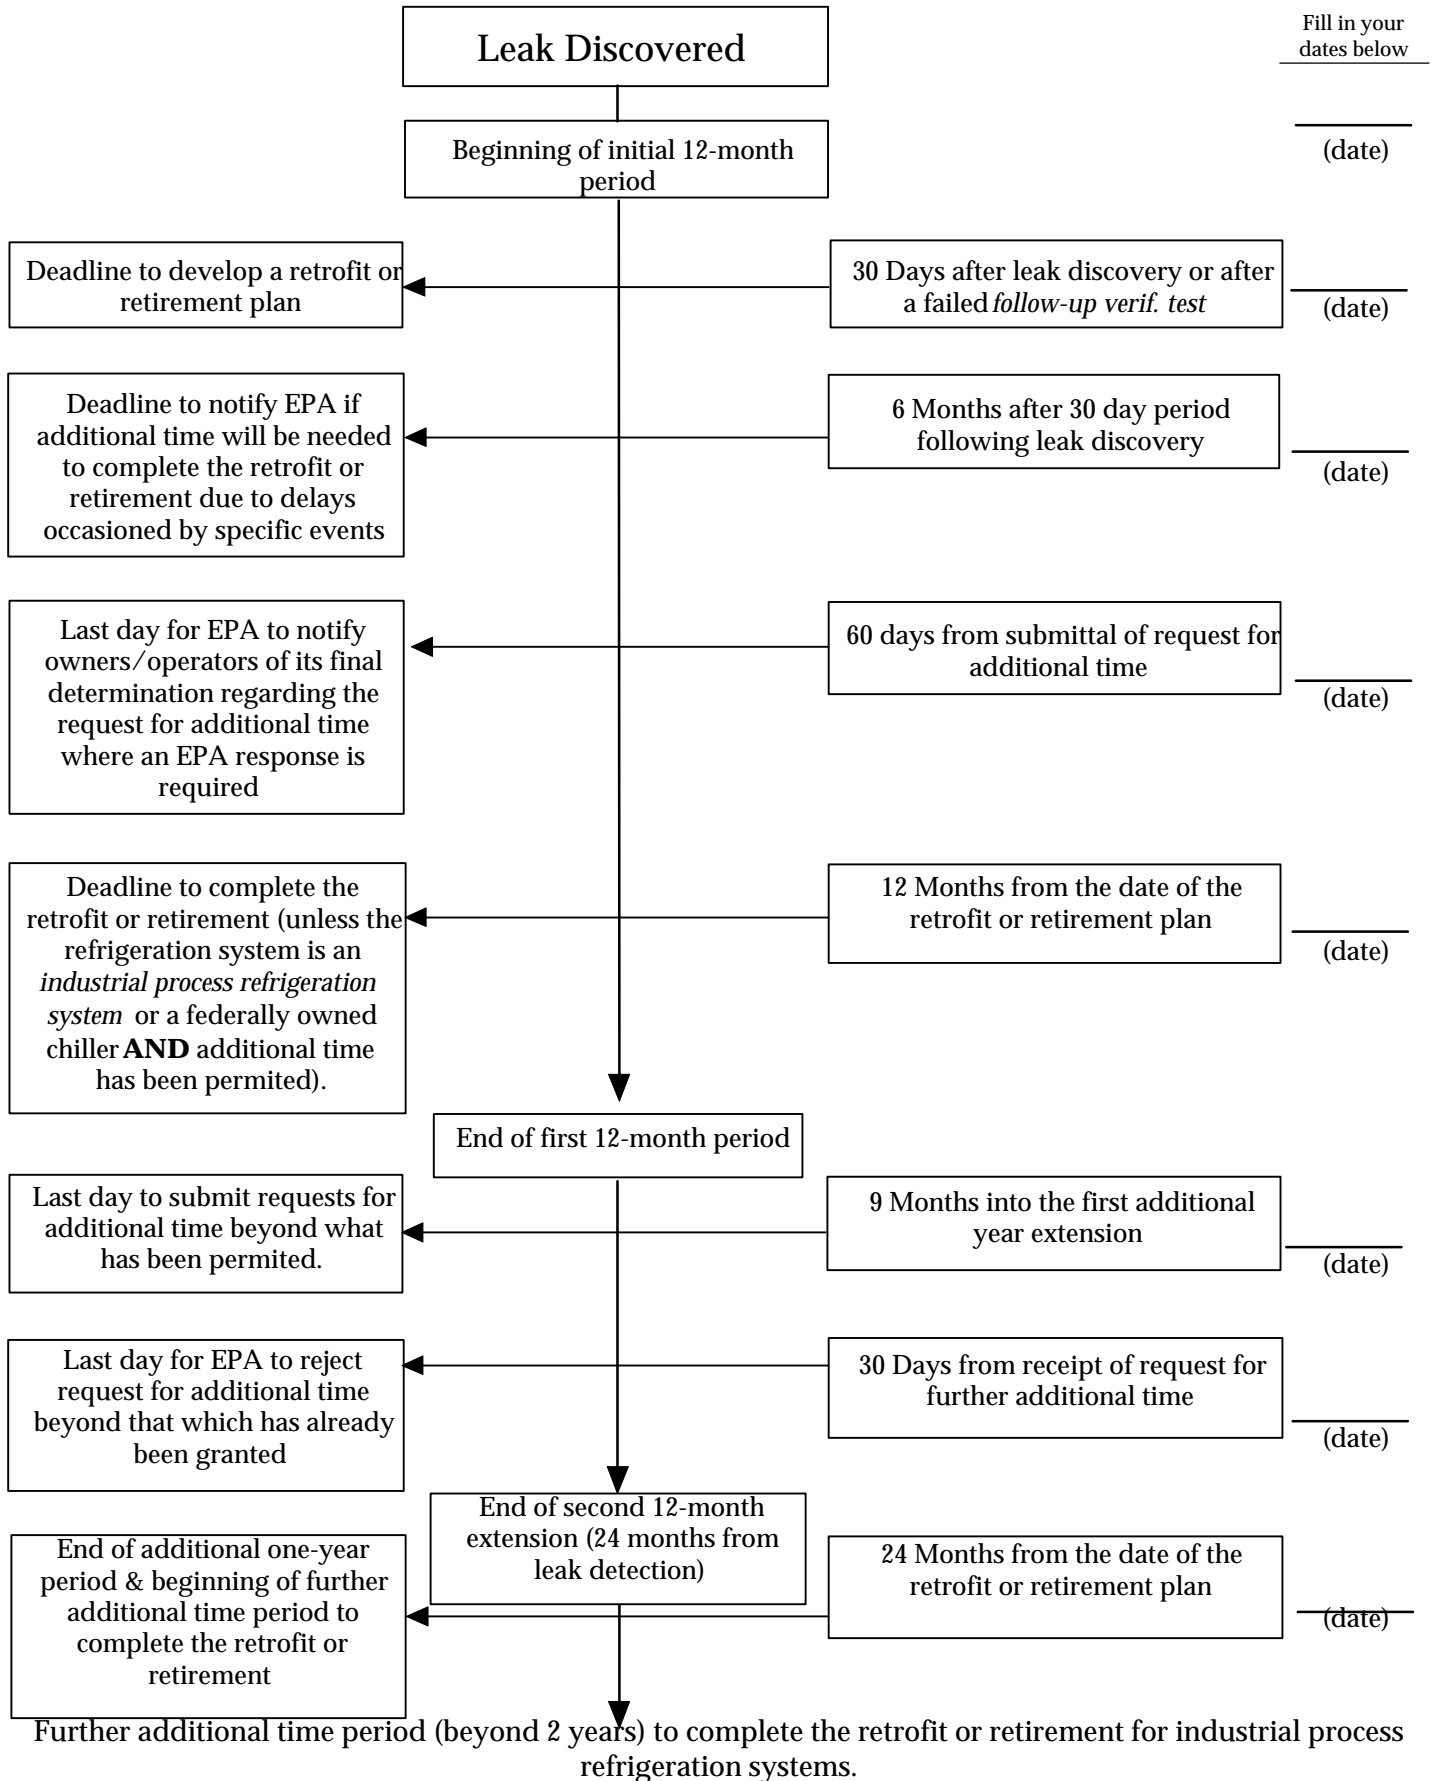 Leak Discovered
Fill in your
dates below
Beginning of initial 12-month
period
(date)
Deadline to develop a retrofit or
retirement plan
30 Days after leak discovery or after
a failed follow-up verif. test
(date)
Deadline to notify EPA if
additional time will be needed
to complete the retrofit or
retirement due to delays
occasioned by specific events
6 Months after 30 day period
following leak discovery
(date)
Last day for EPA to notify
owners/operators of its final
determination regarding the
request for additional time
where an EPA response is
required
60 days from submittal of request for
additional time
(date)
Deadline to complete the
retrofit or retirement (unless the
refrigeration system is an
industrial process refrigeration
system or a federally owned
chiller AND additional time
has been permited).
12 Months from the date of the
retrofit or retirement plan
(date)
End of first 12-month period
Last day to submit requests for
additional time beyond what
has been permited.
9 Months into the first additional
year extension
(date)
Last day for EPA to reject
request for additional time
beyond that which has already
been granted
30 Days from receipt of request for
further additional time
(date)
End of second 12-month
extension (24 months from
leak detection)
End of additional one-year
period & beginning of further
additional time period to
complete the retrofit or
retirement
24 Months from the date of the
retrofit or retirement plan
(date)
Further additional time period (beyond 2 years) to complete the retrofit or retirement for industrial process
refrigeration systems.